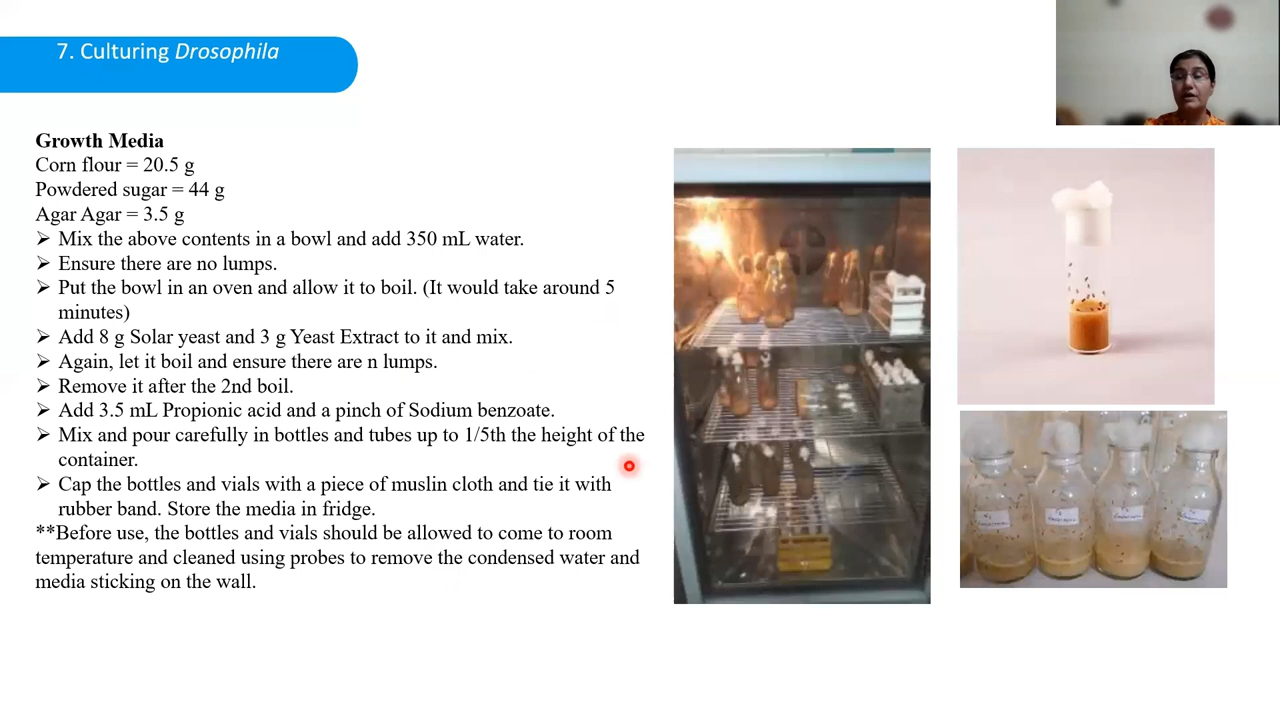 7. Culturing Drosophila
Growth Media
Corn flour = 20.5 g
Powdered sugar = 44 g
Agar Agar = 3.5 g
➢ Mix the above contents in a bowl and add 350 mL water.
➢ Ensure there are no lumps.
➢ Put the bowl in an oven and allow it to boil. (It would take around 5
minutes)
➢ Add 8 g Solar yeast and 3 g Yeast Extract to it and mix.
➢ Again, let it boil and ensure there are n lumps.
➢ Remove it after the 2nd boil.
➢ Add 3.5 mL Propionic acid and a pinch of Sodium benzoate.
➢ Mix and pour carefully in bottles and tubes up to 1/5th the height of the
container.
➢ Cap the bottles and vials with a piece of muslin cloth and tie it with
rubber band. Store the media in fridge.
**Before use, the bottles and vials should be allowed to come to room
temperature and cleaned using probes to remove the condensed water and
media sticking on the wall.